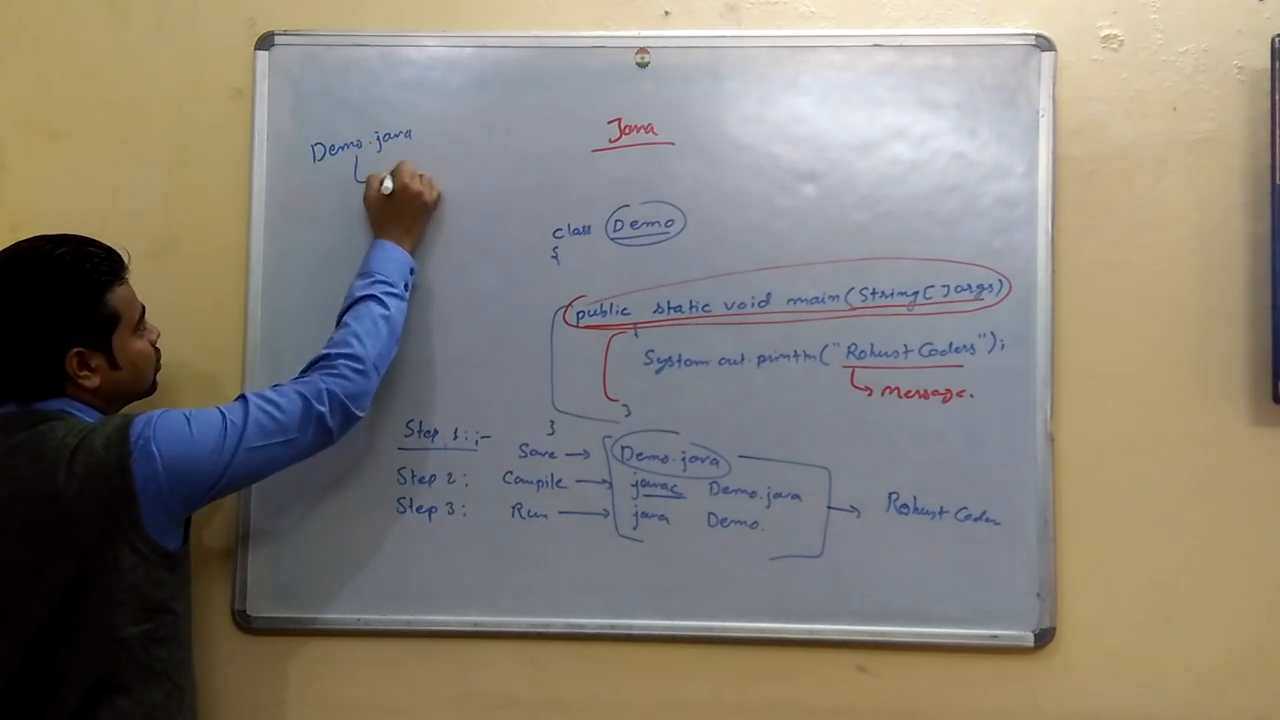 Java
Demo.java
class Demo
{
public static void main(String[]args)
{
System.out.println("Robust Coders");
message.
}
}
Step 1:;-
Save → Demo.java
Step 2: Compile → javac Demo.java
Step 3: Run → java Demo.
→ Robust Coders